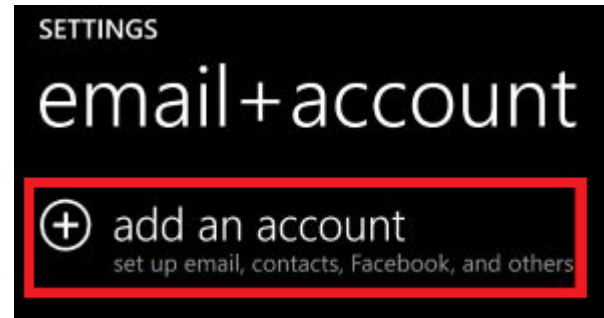 SETTINGS
email+account
add an account
set up email, contacts, Facebook, and others